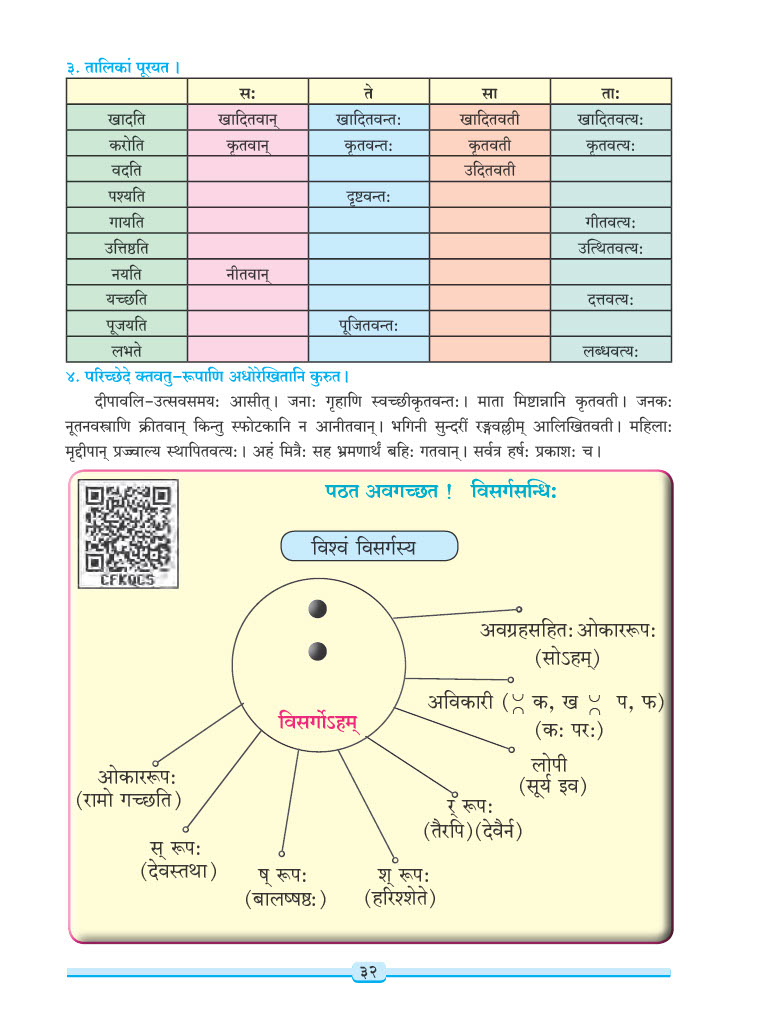 ३. तालिकां पूरयत ।
सः ते सा ताः
खादति खादितवान् खादितवन्तः खादितवती खादितवत्यः
करोति कृतवान् कृतवन्तः कृतवती कृतवत्यः
वदति उदितवती
पश्यति दृष्टवन्तः
गायति गीतवत्यः
उत्तिष्ठति उत्थितवत्यः
नयति नीतवान्
यच्छति दत्तवत्यः
पूजयति पूजितवन्तः
लभते लब्धवत्यः
४. परिच्छेदे क्तवतु-रूपाणि अधोरेखितानि कुरुत ।
दीपावलि-उत्सवसमयः आसीत् । जनाः गृहाणि स्वच्छीकृतवन्तः । माता मिष्टान्नानि कृतवती । जनकः
नूतनवस्त्राणि क्रीतवान् किन्तु स्फोटकानि न आनीतवान् । भगिनी सुन्दरीं रङ्गवल्लीम् आलिखितवती । महिलाः
मृद्दीपान् प्रज्ज्वाल्य स्थापितवत्यः । अहं मित्रैः सह भ्रमणार्थं बहिः गतवान् । सर्वत्र हर्षः प्रकाशः च ।
पठत अवगच्छत ! विसर्गसन्धिः
CFKQCS
विश्वं विसर्गस्य
अवग्रहसहितः ओकाररूपः
(सोऽहम्)
अविकारी (ᳲ क, ख ᳲ प, फ)
(कः परः)
विसर्गोऽहम्
लोपी
(सूर्य इव)
ओकाररूपः
(रामो गच्छति)
र् रूपः
(तैरपि)(देवैर्न)
स् रूपः
(देवस्तथा)
ष् रूपः
(बालष्षष्ठः)
श् रूपः
(हरिश्शेते)
३२